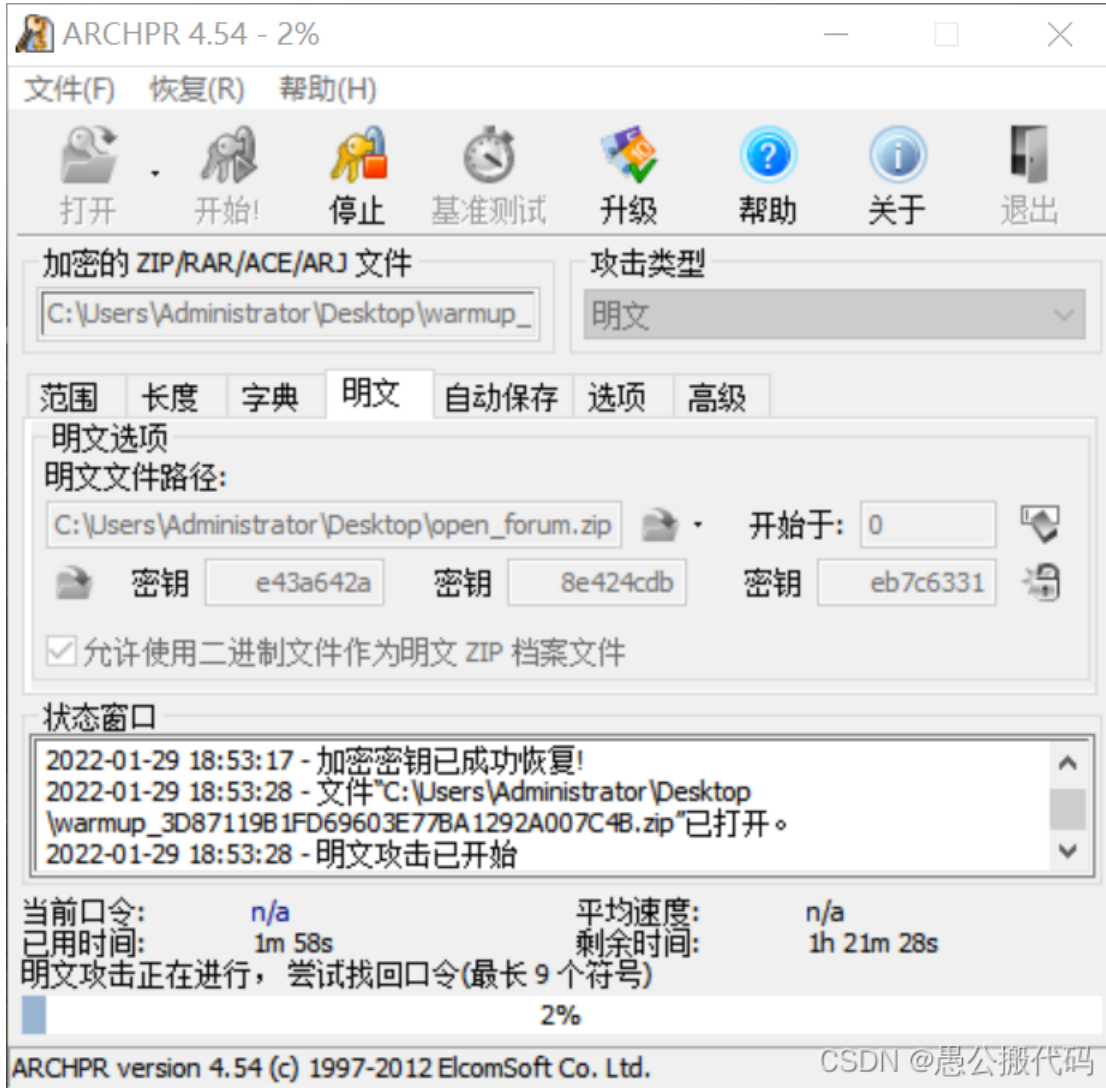 ARCHPR 4.54 - 2%
文件(F) 恢复(R) 帮助(H)
打开 开始! 停止 基准测试 升级 帮助 关于 退出
加密的 ZIP/RAR/ACE/ARJ 文件 攻击类型
C:\Users\Administrator\Desktop\warmup_ 明文
范围 长度 字典 明文 自动保存 选项 高级
明文选项
明文文件路径:
C:\Users\Administrator\Desktop\open_forum.zip 开始于: 0
密钥 e43a642a 密钥 8e424cdb 密钥 eb7c6331
允许使用二进制文件作为明文 ZIP 档案文件
状态窗口
2022-01-29 18:53:17 - 加密密钥已成功恢复!
2022-01-29 18:53:28 - 文件"C:\Users\Administrator\Desktop
\warmup_3D87119B1FD69603E77BA1292A007C4B.zip"已打开。
2022-01-29 18:53:28 - 明文攻击已开始
当前口令: n/a 平均速度: n/a
已用时间: 1m 58s 剩余时间: 1h 21m 28s
明文攻击正在进行，尝试找回口令(最长 9 个符号)
2%
ARCHPR version 4.54 (c) 1997-2012 ElcomSoft Co. Ltd.
CSDN @愚公搬代码